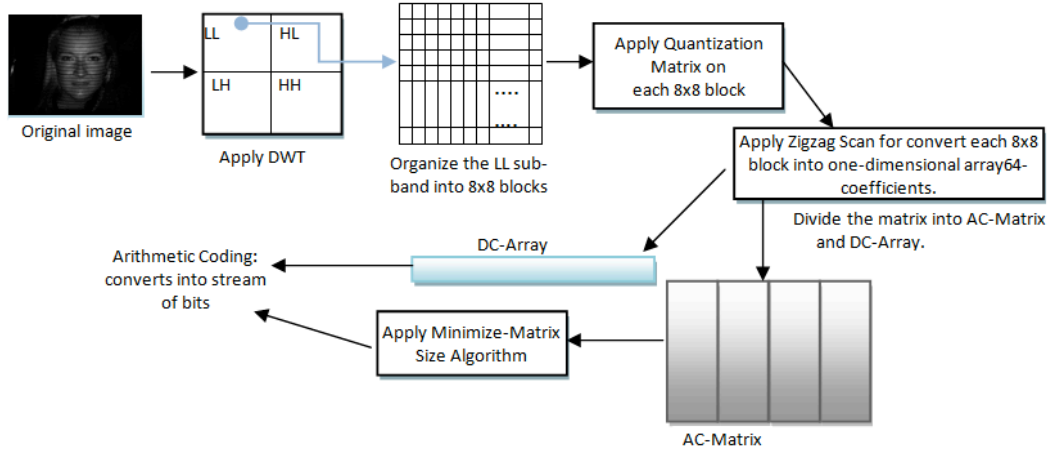 Original image
LL
HL
LH
HH
Apply DWT
....
....
Organize the LL sub-
band into 8x8 blocks
Apply Quantization
Matrix on
each 8x8 block
Apply Zigzag Scan for convert each 8x8
block into one-dimensional array64-
coefficients.
Divide the matrix into AC-Matrix
and DC-Array.
DC-Array
Arithmetic Coding:
converts into stream
of bits
Apply Minimize-Matrix
Size Algorithm
AC-Matrix